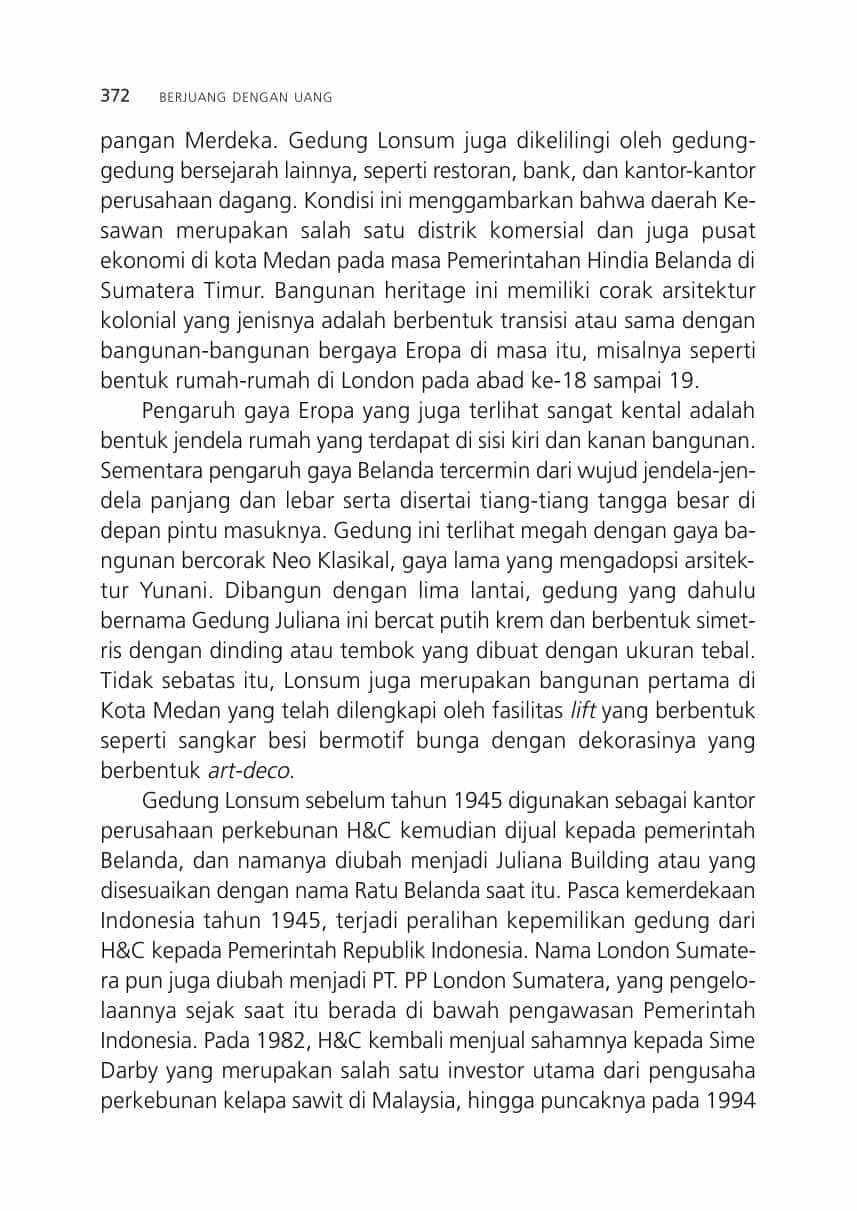 372 BERJUANG DENGAN UANG
pangan Merdeka. Gedung Lonsum juga dikelilingi oleh gedung-
gedung bersejarah lainnya, seperti restoran, bank, dan kantor-kantor
perusahaan dagang. Kondisi ini menggambarkan bahwa daerah Ke-
sawan merupakan salah satu distrik komersial dan juga pusat
ekonomi di kota Medan pada masa Pemerintahan Hindia Belanda di
Sumatera Timur. Bangunan heritage ini memiliki corak arsitektur
kolonial yang jenisnya adalah berbentuk transisi atau sama dengan
bangunan-bangunan bergaya Eropa di masa itu, misalnya seperti
bentuk rumah-rumah di London pada abad ke-18 sampai 19.
Pengaruh gaya Eropa yang juga terlihat sangat kental adalah
bentuk jendela rumah yang terdapat di sisi kiri dan kanan bangunan.
Sementara pengaruh gaya Belanda tercermin dari wujud jendela-jen-
dela panjang dan lebar serta disertai tiang-tiang tangga besar di
depan pintu masuknya. Gedung ini terlihat megah dengan gaya ba-
ngunan bercorak Neo Klasikal, gaya lama yang mengadopsi arsitek-
tur Yunani. Dibangun dengan lima lantai, gedung yang dahulu
bernama Gedung Juliana ini bercat putih krem dan berbentuk simet-
ris dengan dinding atau tembok yang dibuat dengan ukuran tebal.
Tidak sebatas itu, Lonsum juga merupakan bangunan pertama di
Kota Medan yang telah dilengkapi oleh fasilitas lift yang berbentuk
seperti sangkar besi bermotif bunga dengan dekorasinya yang
berbentuk art-deco.
Gedung Lonsum sebelum tahun 1945 digunakan sebagai kantor
perusahaan perkebunan H&C kemudian dijual kepada pemerintah
Belanda, dan namanya diubah menjadi Juliana Building atau yang
disesuaikan dengan nama Ratu Belanda saat itu. Pasca kemerdekaan
Indonesia tahun 1945, terjadi peralihan kepemilikan gedung dari
H&C kepada Pemerintah Republik Indonesia. Nama London Sumate-
ra pun juga diubah menjadi PT. PP London Sumatera, yang pengelo-
laannya sejak saat itu berada di bawah pengawasan Pemerintah
Indonesia. Pada 1982, H&C kembali menjual sahamnya kepada Sime
Darby yang merupakan salah satu investor utama dari pengusaha
perkebunan kelapa sawit di Malaysia, hingga puncaknya pada 1994